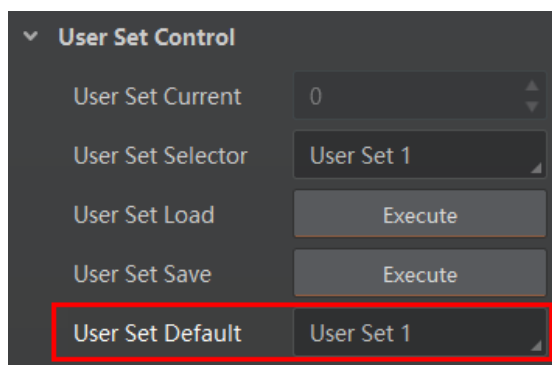 User Set Control
User Set Current 0
User Set Selector User Set 1
User Set Load Execute
User Set Save Execute
User Set Default User Set 1